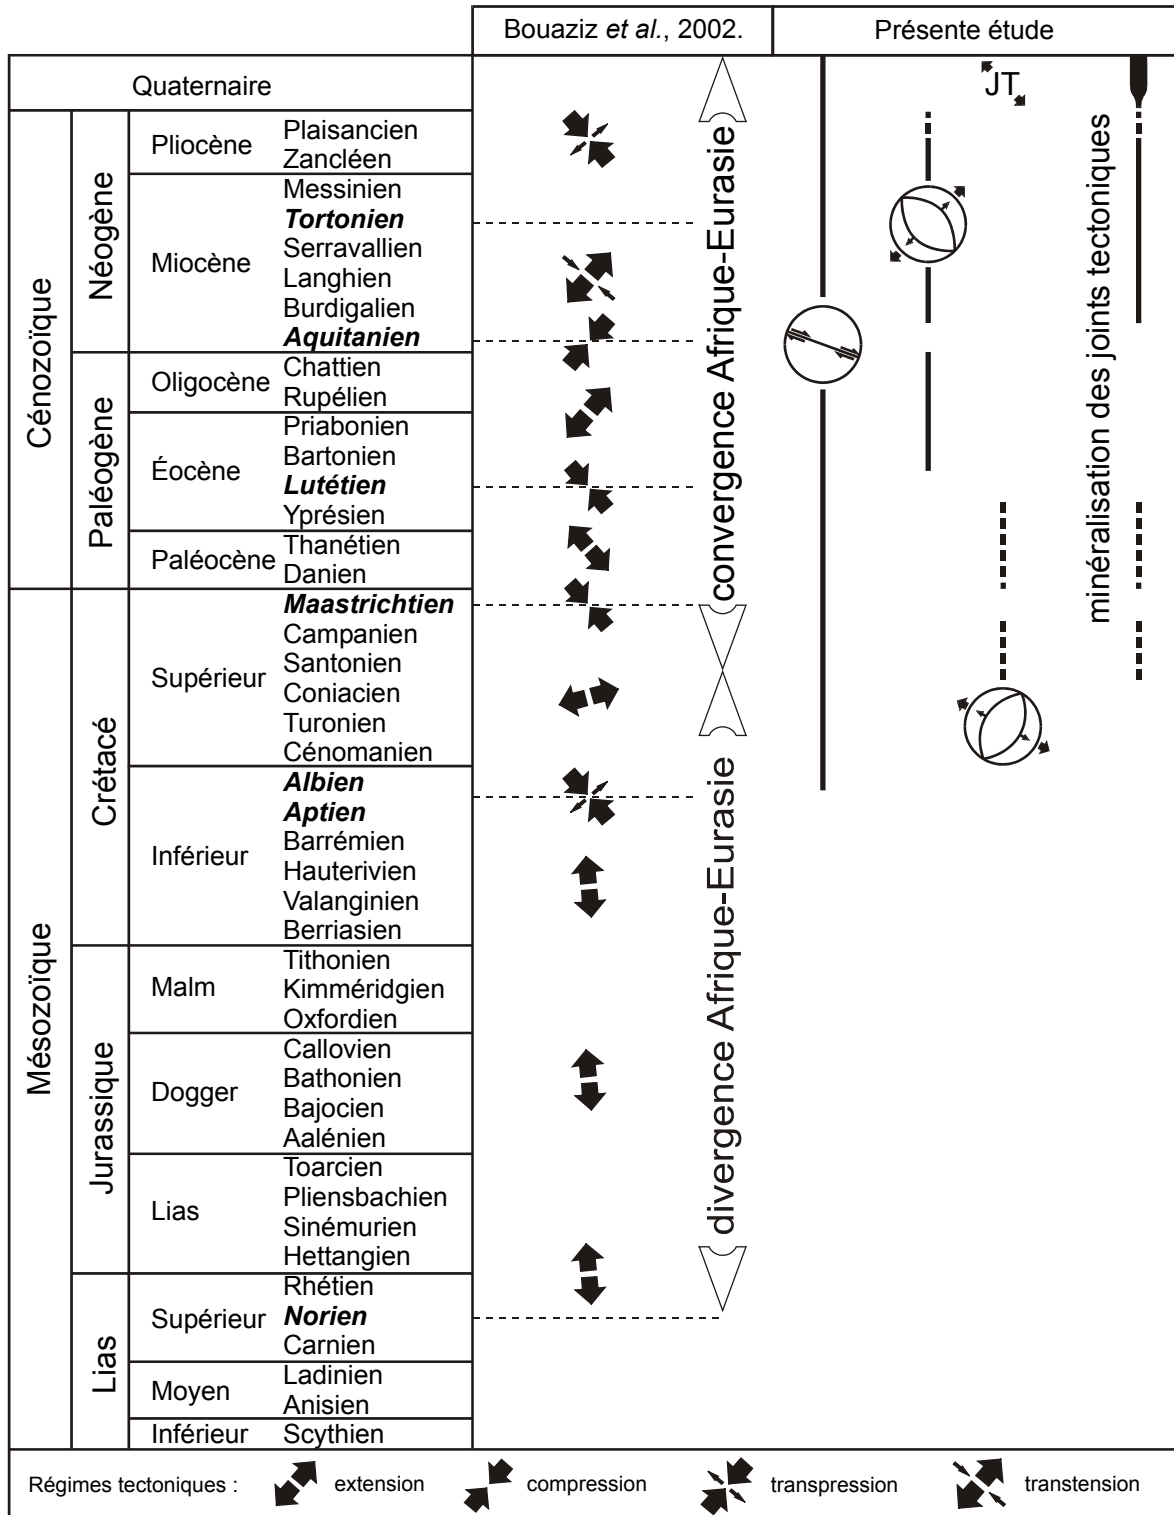 Bouaziz et al., 2002.
Présente étude
Quaternaire
JT
Cénozoïque
Néogène
Pliocène
Plaisancien
Zancléen
Miocène
Messinien
Tortonien
Serravallien
Langhien
Burdigalien
Aquitanien
Paléogène
Oligocène
Chattien
Rupélien
Éocène
Priabonien
Bartonien
Lutétien
Yprésien
Paléocène
Thanétien
Danien
Mésozoïque
Crétacé
Supérieur
Maastrichtien
Campanien
Santonien
Coniacien
Turonien
Cénomanien
Inférieur
Albien
Aptien
Barrémien
Hauterivien
Valanginien
Berriasien
Jurassique
Malm
Tithonien
Kimméridgien
Oxfordien
Dogger
Callovien
Bathonien
Bajocien
Aalénien
Lias
Toarcien
Pliensbachien
Sinémurien
Hettangien
Lias
Supérieur
Rhétien
Norien
Carnien
Moyen
Ladinien
Anisien
Inférieur
Scythien
convergence Afrique-Eurasie
divergence Afrique-Eurasie
minéralisation des joints tectoniques
Régimes tectoniques :
extension
compression
transpression
transtension